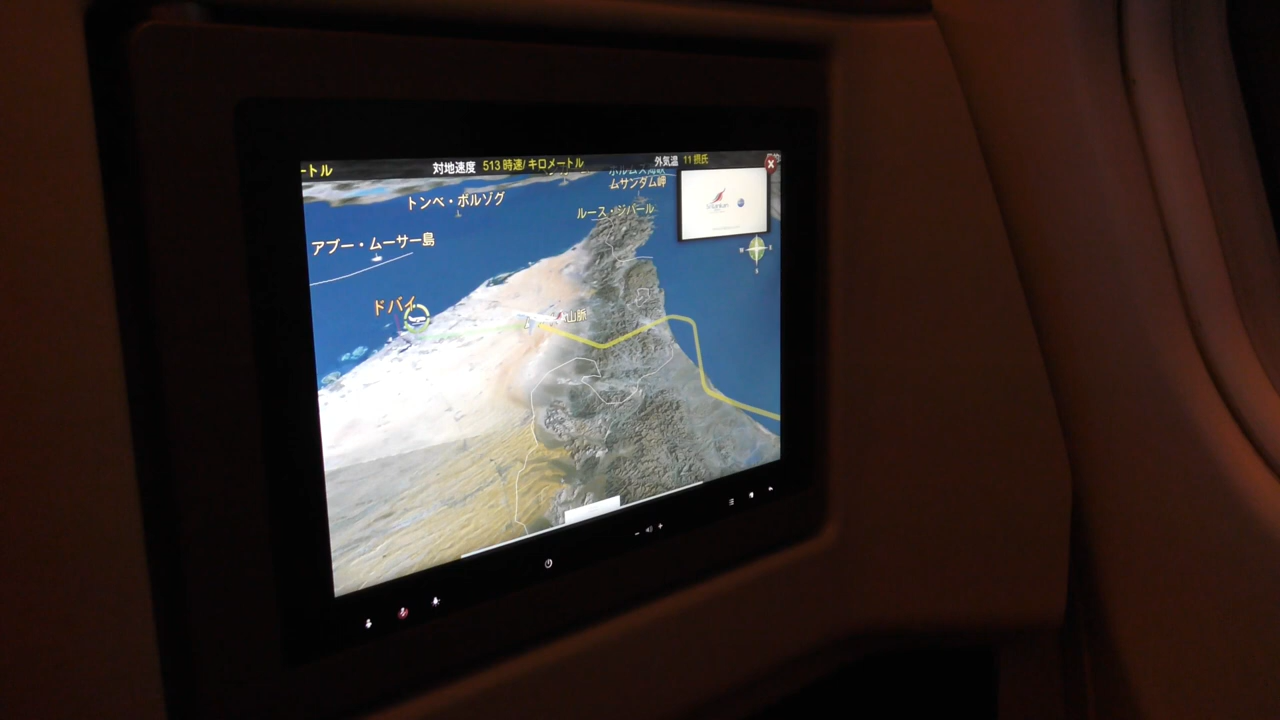 ートル
対地速度 513 時速/キロメートル
外気温 11 摂氏
ホルムズ海峡
ムサンダム岬
トンベ・ボルゾグ
ルース・ジバール
アブー・ムーサー島
ドバイ
山脈